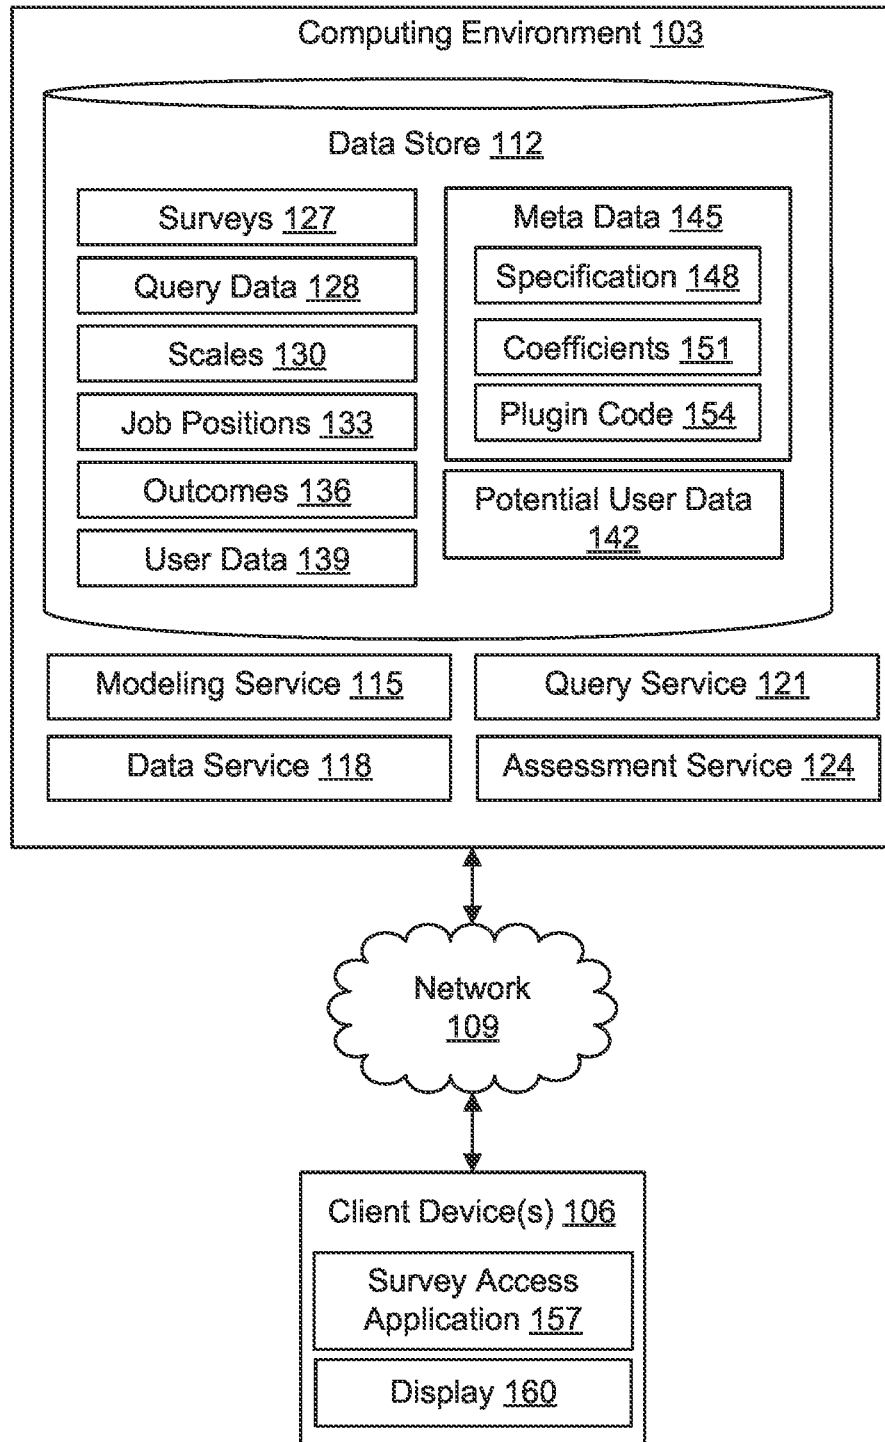 Computing Environment 103
Data Store 112
Surveys 127
Query Data 128
Scales 130
Job Positions 133
Outcomes 136
User Data 139
Meta Data 145
Specification 148
Coefficients 151
Plugin Code 154
Potential User Data
142
Modeling Service 115
Query Service 121
Data Service 118
Assessment Service 124
Network
109
Client Device(s) 106
Survey Access
Application 157
Display 160